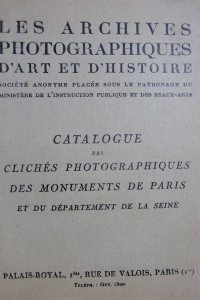 LES ARCHIVES
PHOTOGRAPHIQUES
D'ART ET D'HISTOIRE
SOCIÉTÉ ANONYME PLACÉE SOUS LE PATRONAGE DU
MINISTÈRE DE L'INSTRUCTION PUBLIQUE ET DES BEAUX-ARTS
CATALOGUE
DES
CLICHÉS PHOTOGRAPHIQUES
DES MONUMENTS DE PARIS
ET DU DÉPARTEMENT DE LA SEINE
PALAIS-ROYAL, 1bis, RUE DE VALOIS, PARIS (1er)
Téléph. : Gut.